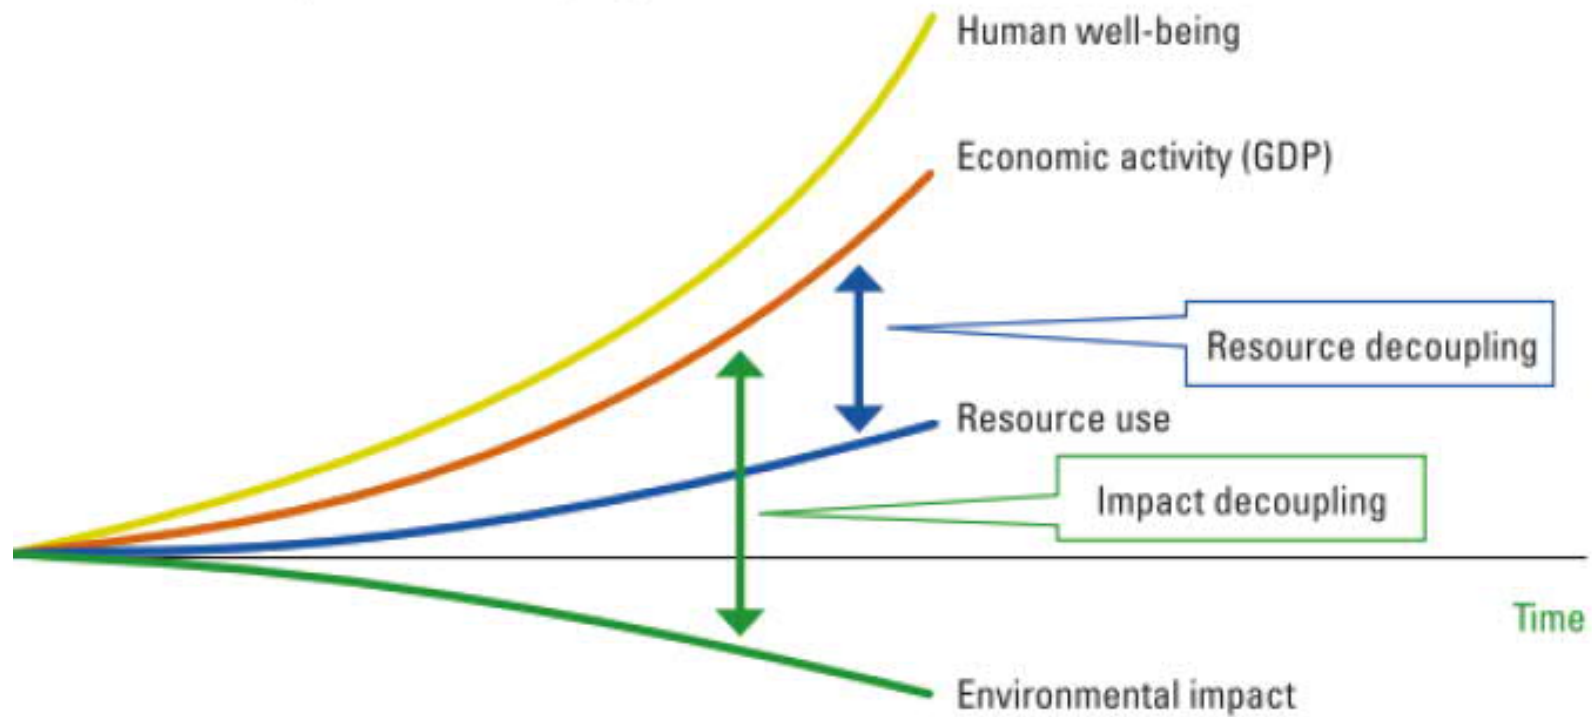 Human well-being
Economic activity (GDP)
Resource decoupling
Resource use
Impact decoupling
Time
Environmental impact